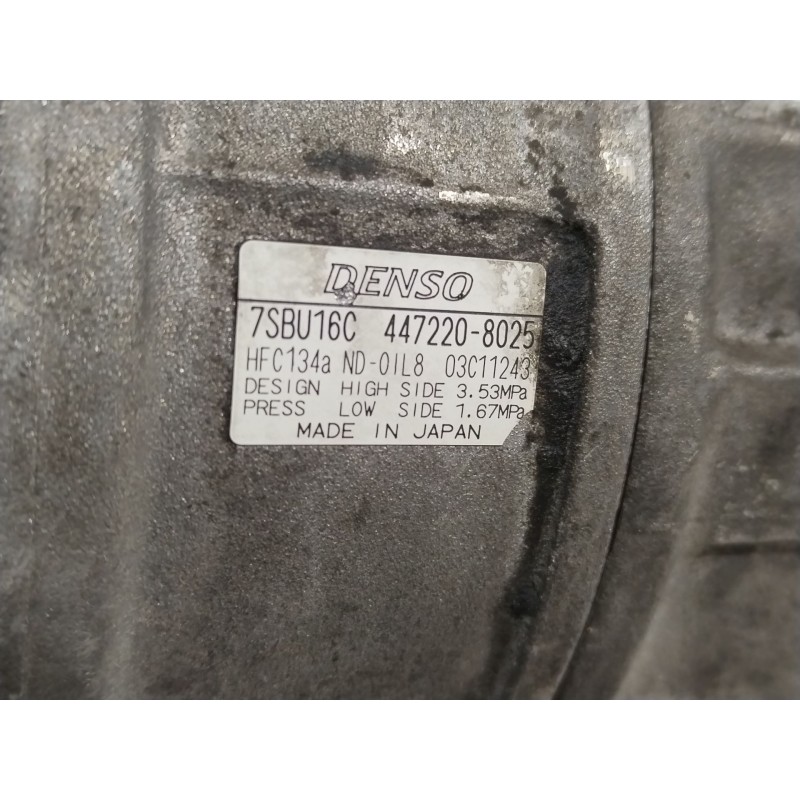 DENSO
7SBU16C 447220-8025
HFC134a ND-OIL8 03C11243
DESIGN HIGH SIDE 3.53MPa
PRESS LOW SIDE 1.67MPa
MADE IN JAPAN